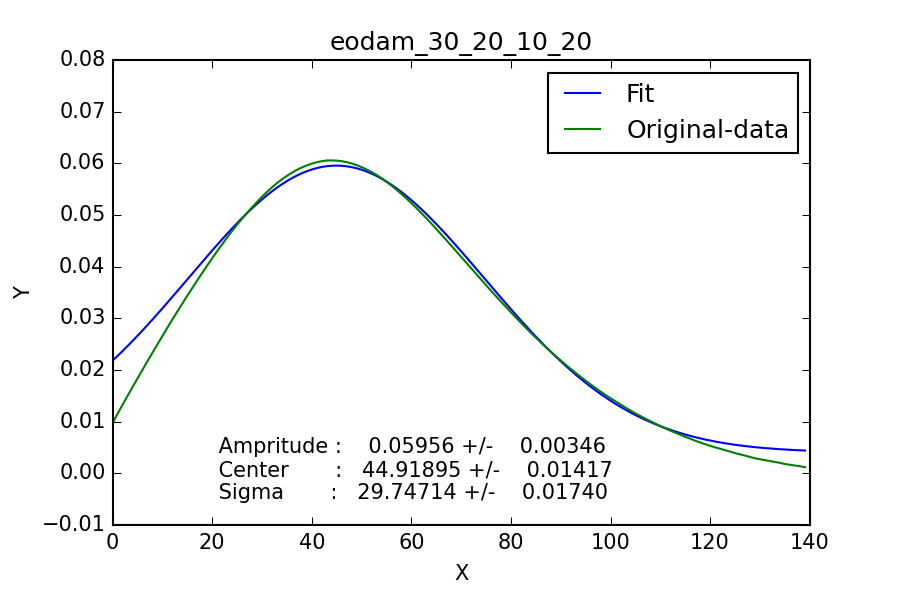 eodam_30_20_10_20
0.08
0.07
0.06
0.05
0.04
0.03
0.02
0.01
0.00
−0.01
Y
Fit
Original-data
Ampritude : 0.05956 +/- 0.00346
Center : 44.91895 +/- 0.01417
Sigma : 29.74714 +/- 0.01740
0 20 40 60 80 100 120 140
X